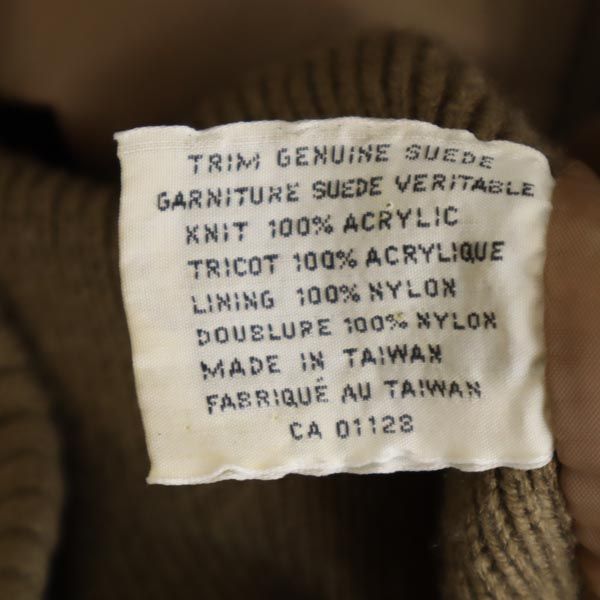 TRIM GENUINE SUEDE
GARNITURE SUEDE VERITABLE
KNIT 100% ACRYLIC
TRICOT 100% ACRYLIQUE
LINING 100% NYLON
DOUBLURE 100% NYLON
MADE IN TAIWAN
FABRIQUÉ AU TAIWAN
CA 01128